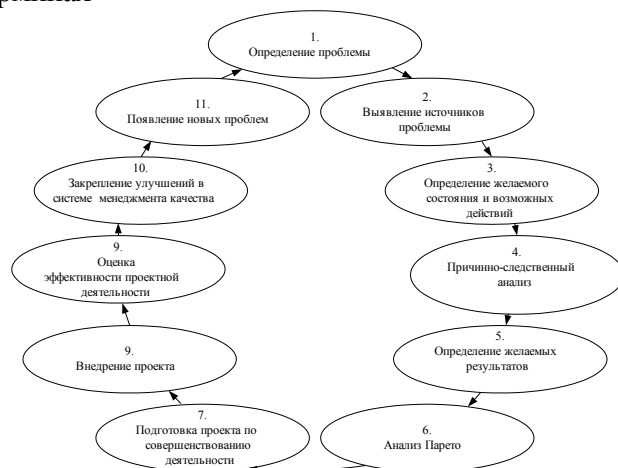 1.
Определение проблемы
2.
Выявление источников
проблемы
3.
Определение желаемого
состояния и возможных
действий
4.
Причинно-следственный
анализ
5.
Определение желаемых
результатов
6.
Анализ Парето
7.
Подготовка проекта по
совершенствованию
деятельности
9.
Внедрение проекта
9.
Оценка
эффективности проектной
деятельности
10.
Закрепление улучшений в
системе менеджмента качества
11.
Появление новых проблем